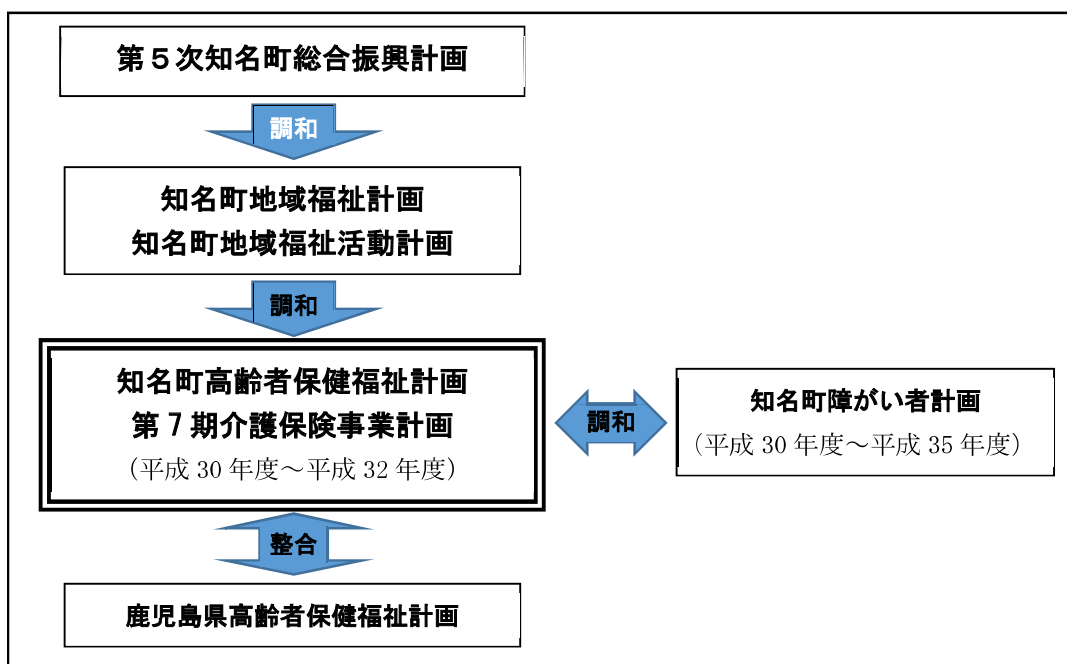 第５次知名町総合振興計画
調和
知名町地域福祉計画
知名町地域福祉活動計画
調和
知名町高齢者保健福祉計画
第７期介護保険事業計画
（平成 30 年度～平成 32 年度）
調和
知名町障がい者計画
（平成 30 年度～平成 35 年度）
整合
鹿児島県高齢者保健福祉計画